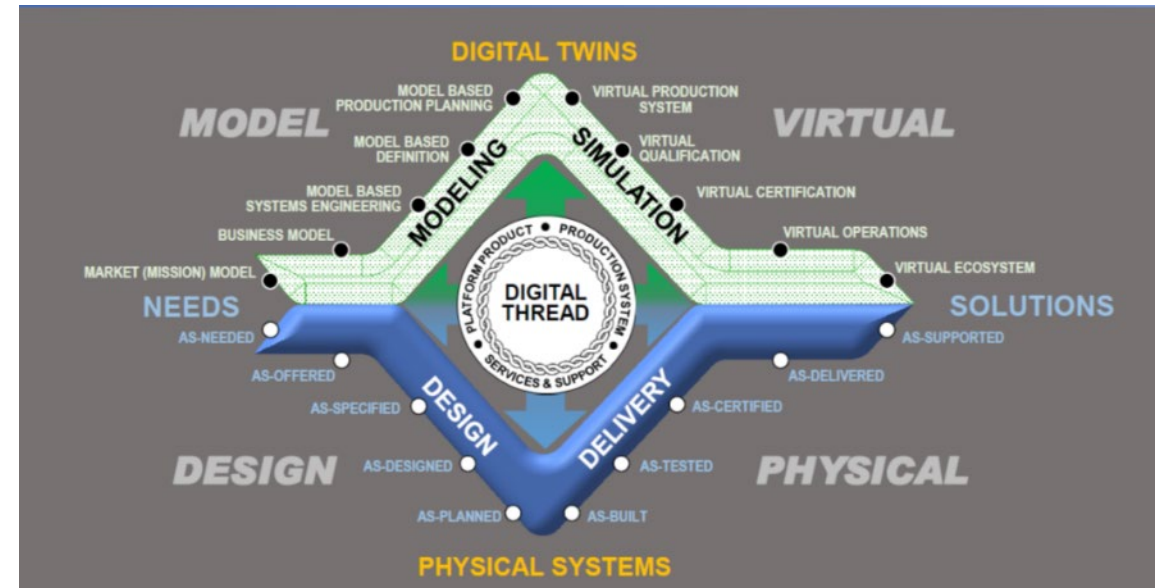 DIGITAL TWINS
MODEL
VIRTUAL
MODEL BASED
PRODUCTION PLANNING
VIRTUAL PRODUCTION
SYSTEM
MODEL BASED
DEFINITION
VIRTUAL
QUALIFICATION
MODELING
SIMULATION
MODEL BASED
SYSTEMS ENGINEERING
VIRTUAL CERTIFICATION
BUSINESS MODEL
VIRTUAL OPERATIONS
MARKET (MISSION) MODEL
VIRTUAL ECOSYSTEM
PLATFORM PRODUCT • PRODUCTION SYSTEM • SERVICES & SUPPORT •
DIGITAL
THREAD
NEEDS
SOLUTIONS
AS-NEEDED
AS-SUPPORTED
AS-OFFERED
AS-DELIVERED
AS-SPECIFIED
AS-CERTIFIED
DESIGN
DELIVERY
DESIGN
PHYSICAL
AS-DESIGNED
AS-TESTED
AS-PLANNED
AS-BUILT
PHYSICAL SYSTEMS